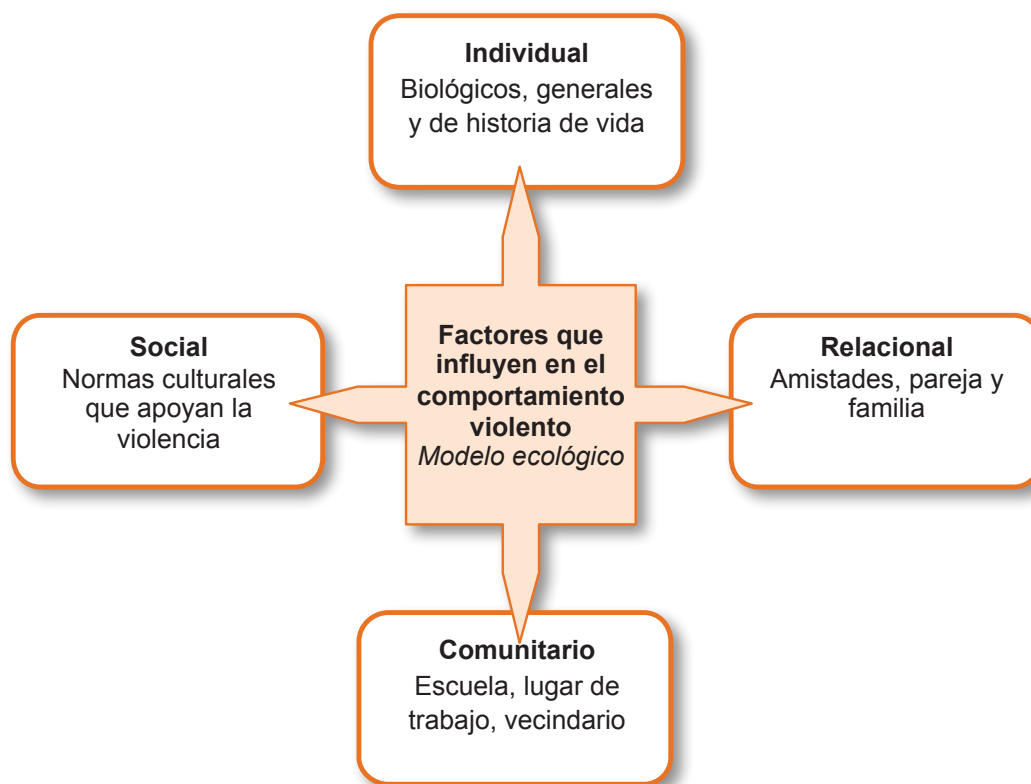 Individual
Biológicos, generales
y de historia de vida
Social
Normas culturales
que apoyan la
violencia
Factores que
influyen en el
comportamiento
violento
Modelo ecológico
Relacional
Amistades, pareja y
familia
Comunitario
Escuela, lugar de
trabajo, vecindario